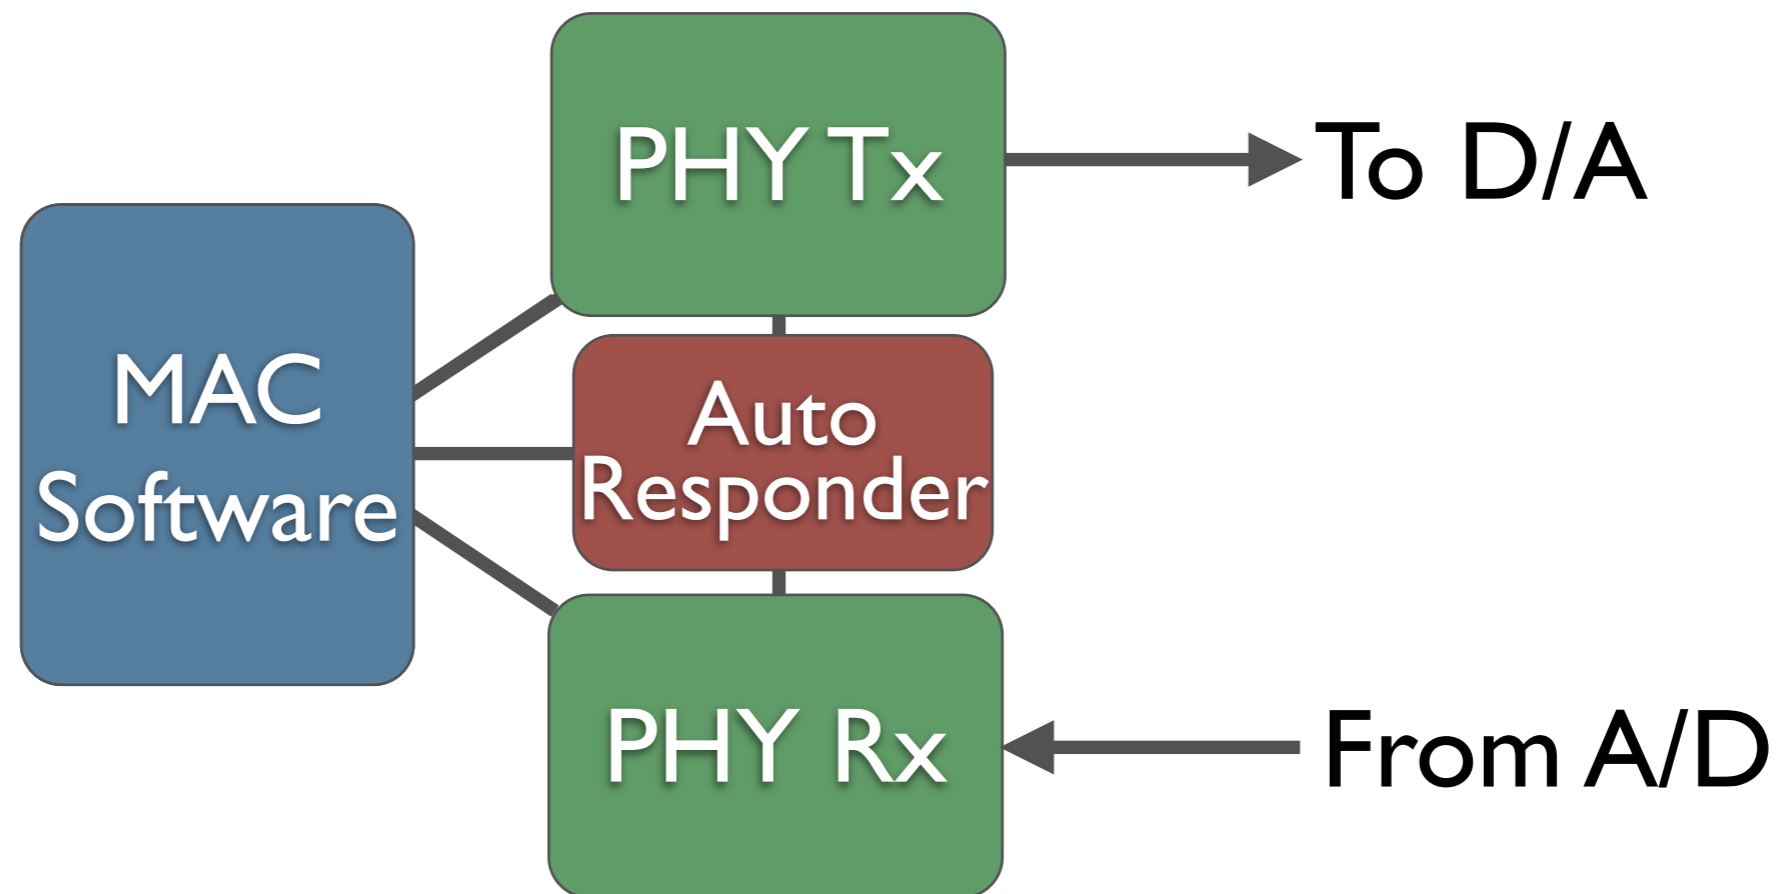 PHY Tx
To D/A
MAC
Software
Auto
Responder
PHY Rx
From A/D